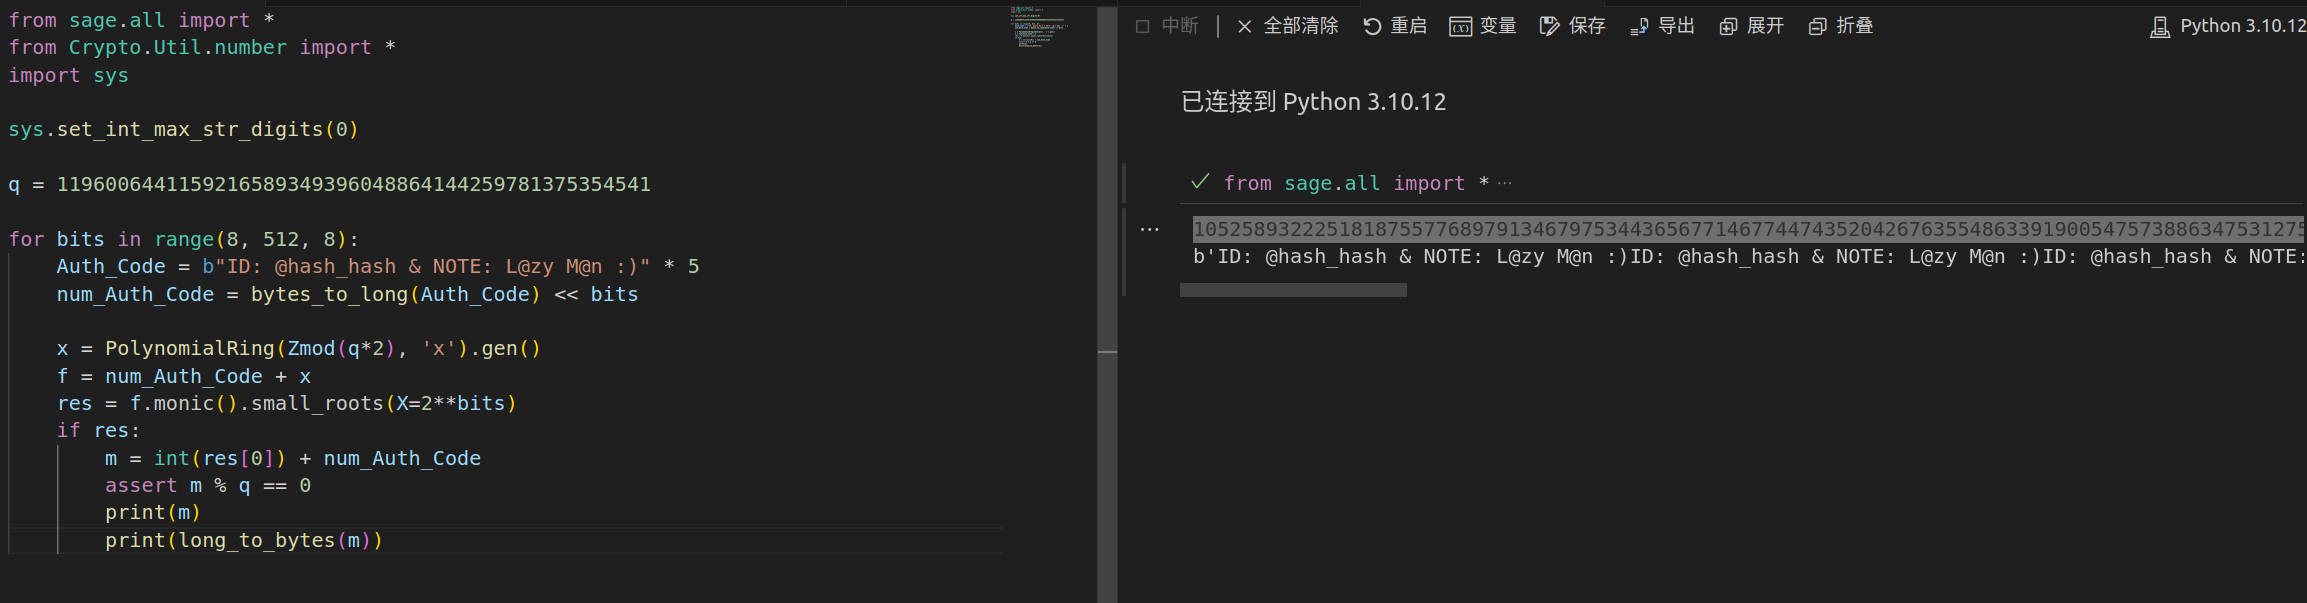 from sage.all import *
from Crypto.Util.number import *
import sys
sys.set_int_max_str_digits(0)
q = 1196006441159216589349396048864144259781375354541
for bits in range(8, 512, 8):
    Auth_Code = b"ID: @hash_hash & NOTE: L@zy M@n :)" * 5
    num_Auth_Code = bytes_to_long(Auth_Code) << bits
    x = PolynomialRing(Zmod(q*2), 'x').gen()
    f = num_Auth_Code + x
    res = f.monic().small_roots(X=2**bits)
    if res:
        m = int(res[0]) + num_Auth_Code
        assert m % q == 0
        print(m)
        print(long_to_bytes(m))
中断 | 全部清除 重启 变量 保存 导出 展开 折叠 Python 3.10.12
已连接到 Python 3.10.12
from sage.all import * ...
10525893222518187557768979134679753443656771467744743520426763554863391900547573886347531275
b'ID: @hash_hash & NOTE: L@zy M@n :)ID: @hash_hash & NOTE: L@zy M@n :)ID: @hash_hash & NOTE: